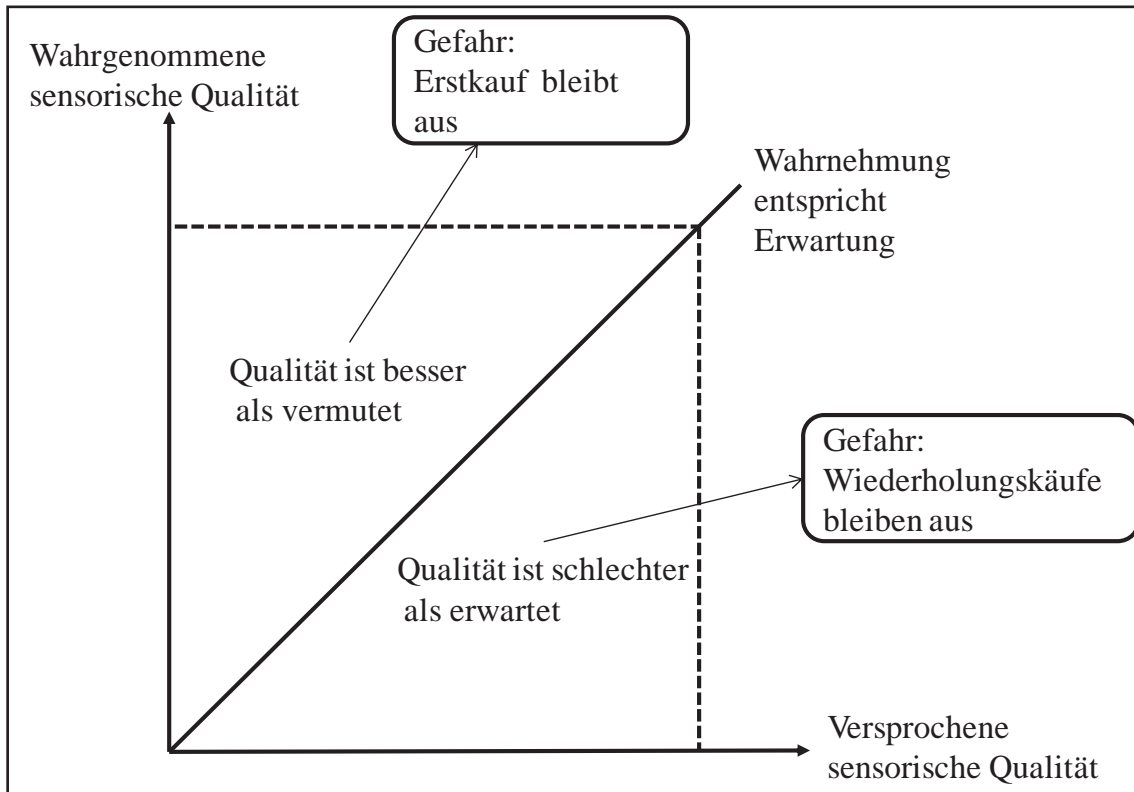 Wahrgenommene
sensorische Qualität
Gefahr:
Erstkauf bleibt
aus
Wahrnehmung
entspricht
Erwartung
Qualität ist besser
als vermutet
Gefahr:
Wiederholungskäufe
bleiben aus
Qualität ist schlechter
als erwartet
Versprochene
sensorische Qualität